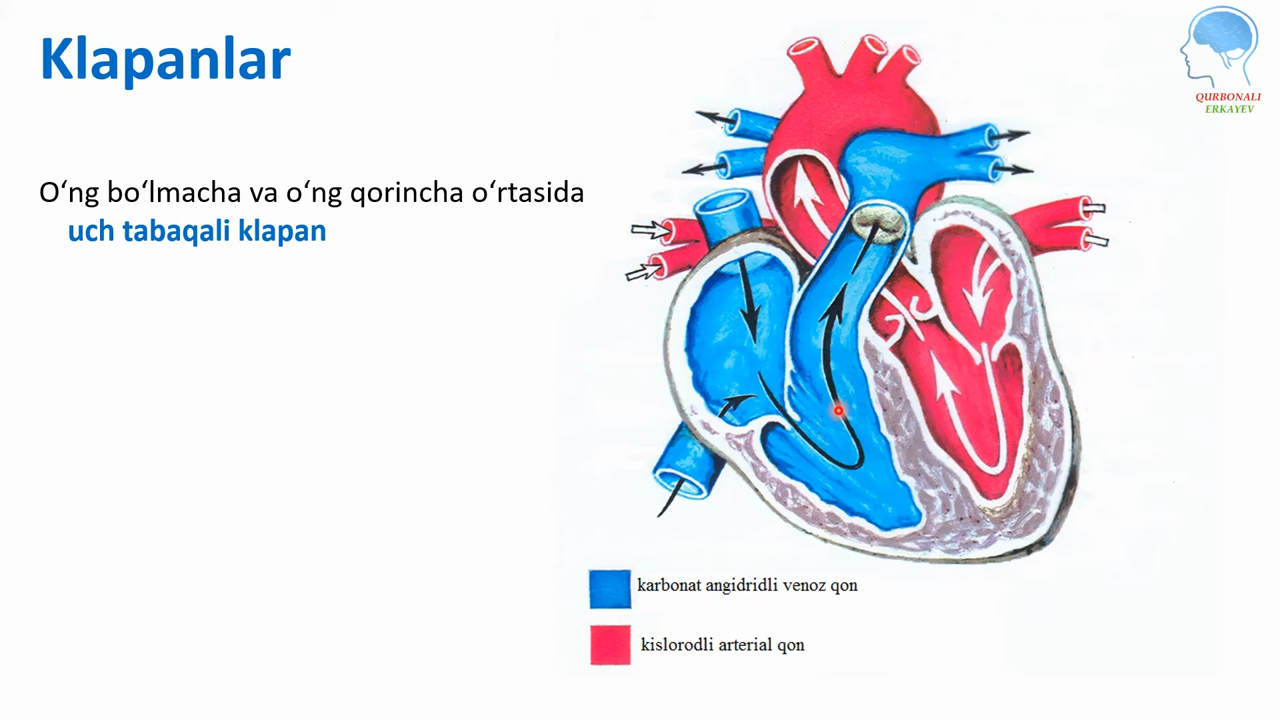 Klapanlar
QURBONALI
ERKAYEV
O‘ng bo‘lmacha va o‘ng qorincha o‘rtasida
uch tabaqali klapan
karbonat angidridli venoz qon
kislorodli arterial qon